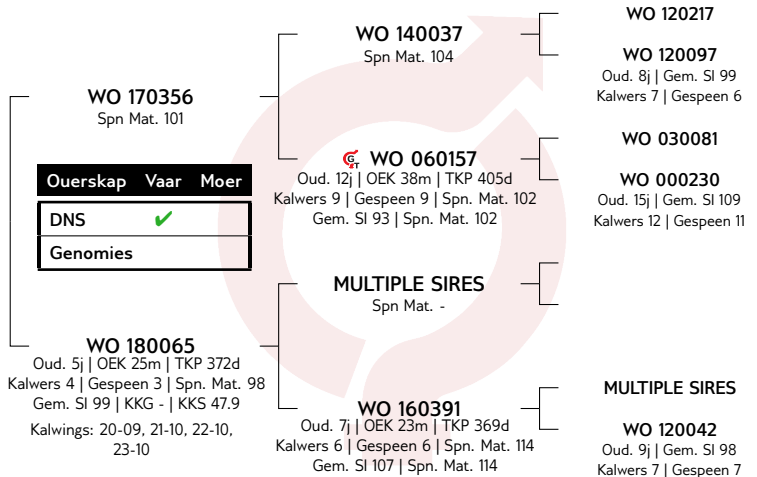 WO 170356
Spn Mat. 101
Ouerskap Vaar Moer
DNS ✔
Genomies
WO 180065
Oud. 5j | OEK 25m | TKP 372d
Kalwers 4 | Gespeen 3 | Spn. Mat. 98
Gem. SI 99 | KKG - | KKS 47.9
Kalwings: 20-09, 21-10, 22-10,
23-10
WO 140037
Spn Mat. 104
GT WO 060157
Oud. 12j | OEK 38m | TKP 405d
Kalwers 9 | Gespeen 9 | Spn. Mat. 102
Gem. SI 93 | Spn. Mat. 102
MULTIPLE SIRES
Spn Mat. -
WO 160391
Oud. 7j | OEK 23m | TKP 369d
Kalwers 6 | Gespeen 6 | Spn. Mat. 114
Gem. SI 107 | Spn. Mat. 114
WO 120217
WO 120097
Oud. 8j | Gem. SI 99
Kalwers 7 | Gespeen 6
WO 030081
WO 000230
Oud. 15j | Gem. SI 109
Kalwers 12 | Gespeen 11
MULTIPLE SIRES
WO 120042
Oud. 9j | Gem. SI 98
Kalwers 7 | Gespeen 7